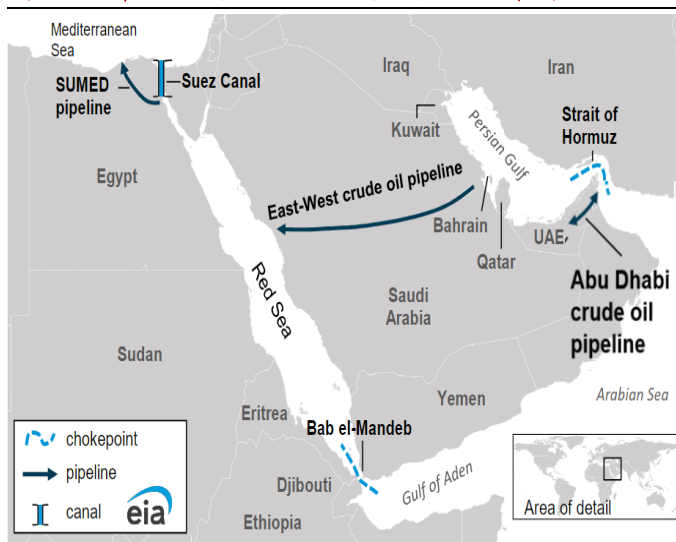 Mediterranean
Sea
SUMED
pipeline
Suez Canal
Iraq
Iran
Kuwait
Persian Gulf
Strait of
Hormuz
Egypt
East-West crude oil pipeline
Bahrain
Qatar
UAE
Abu Dhabi
crude oil
pipeline
Red Sea
Saudi
Arabia
Sudan
Yemen
Arabian Sea
Eritrea
Bab el-Mandeb
Djibouti
Gulf of Aden
Ethiopia
chokepoint
pipeline
canal
eia
Area of detail